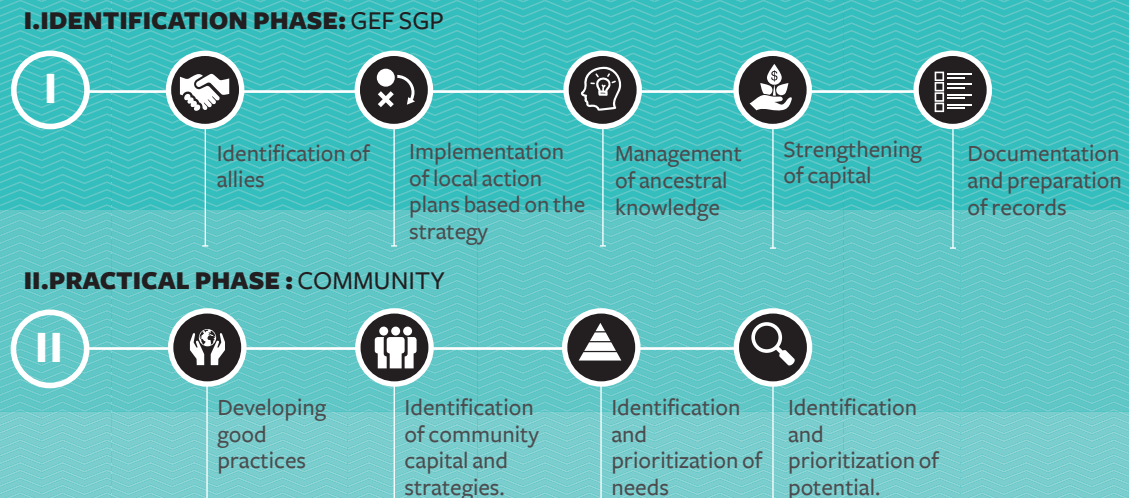 I.IDENTIFICATION PHASE: GEF SGP
I
Identification of
allies
Implementation
of local action
plans based on the
strategy
Management
of ancestral
knowledge
$
Strengthening
of capital
Documentation
and preparation
of records
II.PRACTICAL PHASE : COMMUNITY
II
Developing
good
practices
Identification
of community
capital and
strategies.
Identification
and
prioritization of
needs
Identification
and
prioritization of
potential.